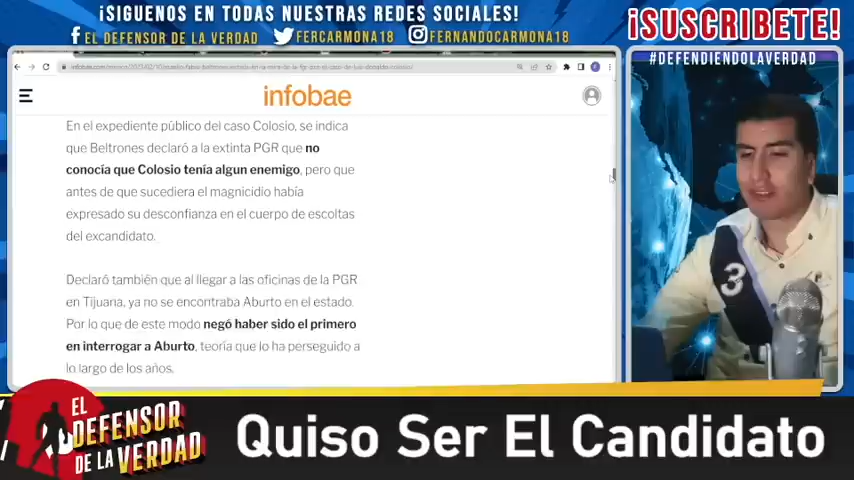 ¡SIGUENOS EN TODAS NUESTRAS REDES SOCIALES!
EL DEFENSOR DE LA VERDAD
FERCARMONA18
FERNANDOCARMONA18
¡SUSCRIBETE!
#DEFENDIENDOLAVERDAD
infobae
En el expediente público del caso Colosio, se indica
que Beltrones declaró a la extinta PGR que no
conocía que Colosio tenía algun enemigo, pero que
antes de que sucediera el magnicidio había
expresado su desconfianza en el cuerpo de escoltas
del excandidato.
Declaró también que al llegar a las oficinas de la PGR
en Tijuana, ya no se encontraba Aburto en el estado.
Por lo que de este modo negó haber sido el primero
en interrogar a Aburto, teoría que lo ha perseguido a
lo largo de los años.
3
EL
DEFENSOR
DE LA VERDAD
Quiso Ser El Candidato